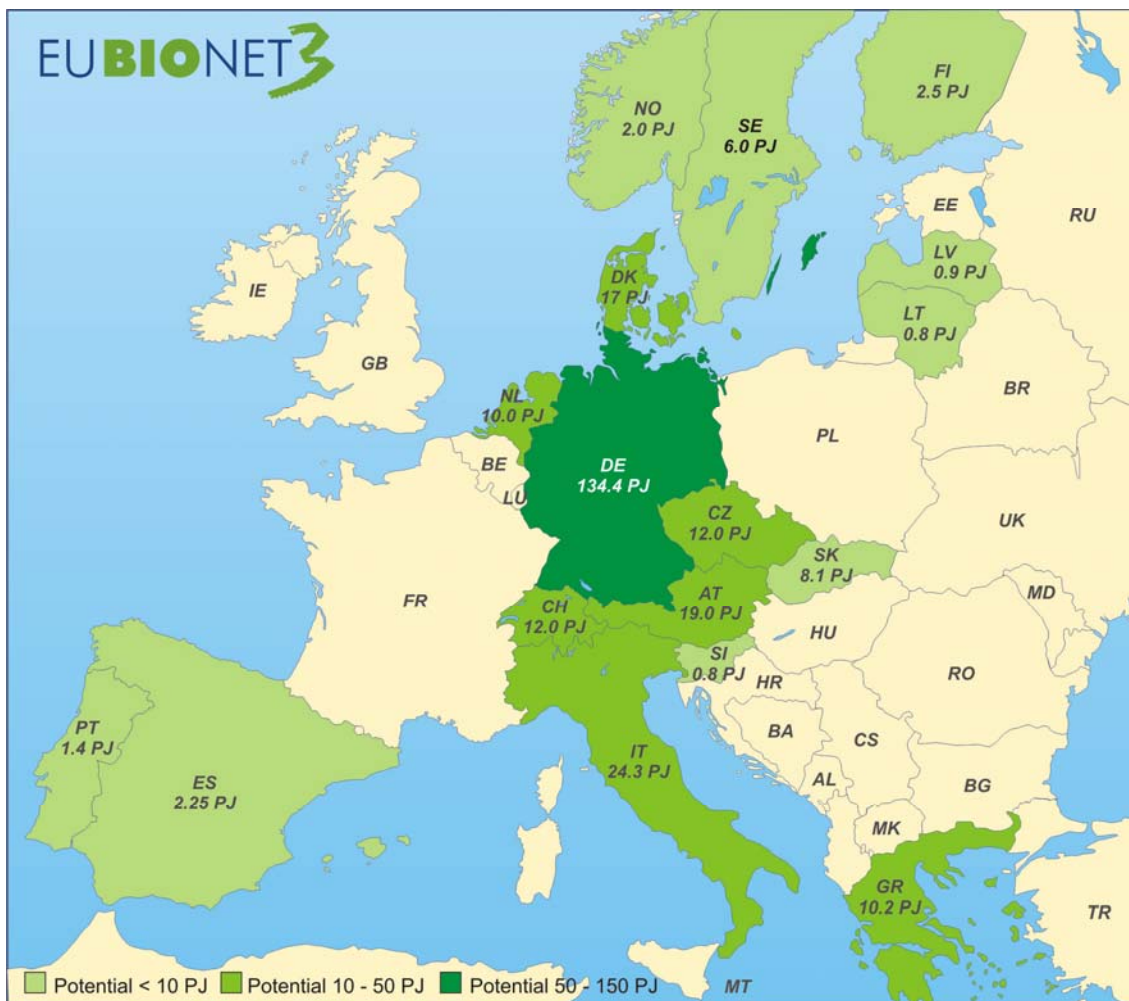 EUBIONET3
FI
2.5 PJ
NO
2.0 PJ
SE
6.0 PJ
EE
RU
LV
0.9 PJ
LT
0.8 PJ
DK
17 PJ
IE
GB
BR
NL
10.0 PJ
PL
BE
DE
134.4 PJ
LU
CZ
12.0 PJ
UK
SK
8.1 PJ
MD
FR
CH
12.0 PJ
AT
19.0 PJ
HU
SI
0.8 PJ
HR
RO
PT
1.4 PJ
BA
CS
IT
24.3 PJ
ES
2.25 PJ
AL
BG
MK
GR
10.2 PJ
TR
MT
Potential < 10 PJ
Potential 10 - 50 PJ
Potential 50 - 150 PJ